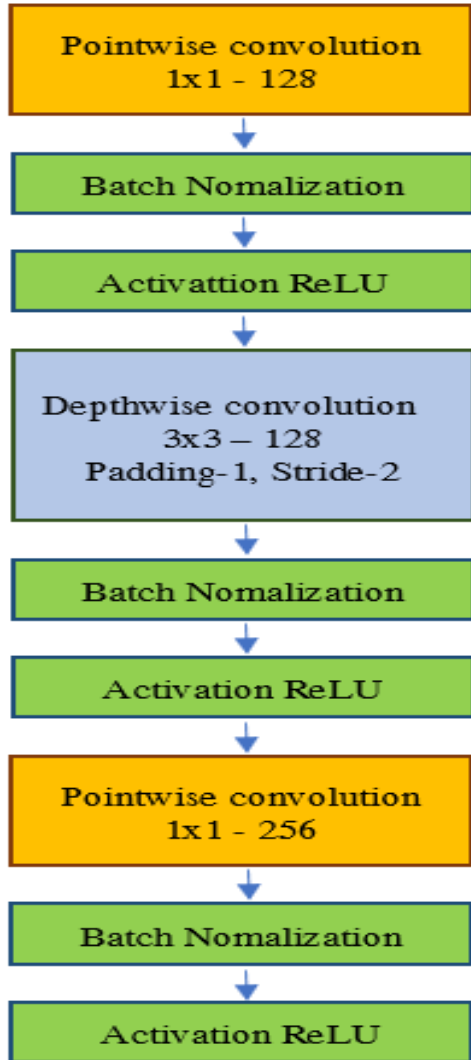 Pointwise convolution
1x1 - 128
Batch Nomalization
Activattion ReLU
Depthwise convolution
3x3 – 128
Padding-1, Stride-2
Batch Nomalization
Activation ReLU
Pointwise convolution
1x1 - 256
Batch Nomalization
Activation ReLU